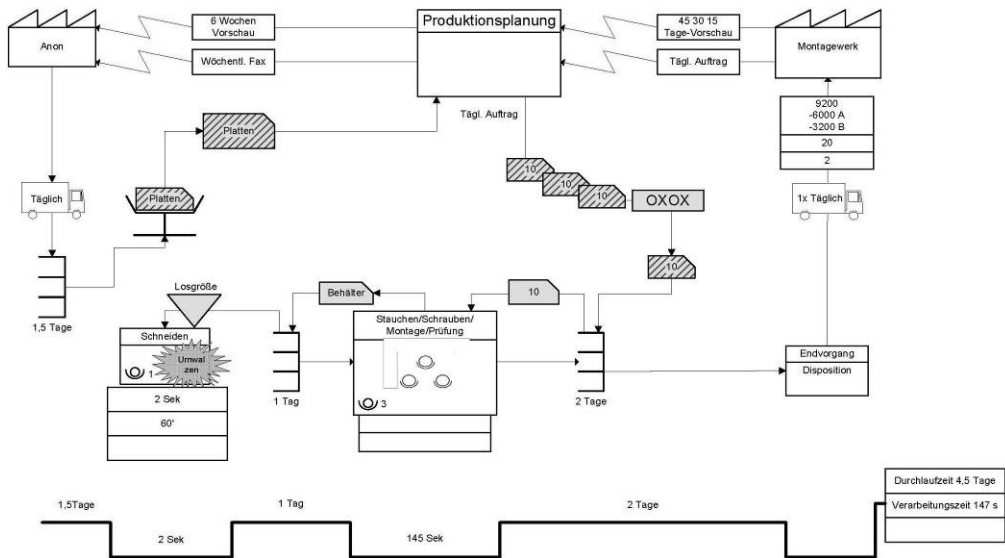 Anon
6 Wochen
Vorschau
Wöchentl. Fax
Produktionsplanung
45 30 15
Tage-Vorschau
Tägl. Auftrag
Montagewerk
9200
-6000 A
-3200 B
20
2
Tägl. Auftrag
Platten
10
10
10
OXOX
Täglich
Platten
1x Täglich
10
1,5 Tage
Losgröße
Behälter
10
Schneiden
1
Umwal
zen
2 Sek
60'
1 Tag
Stauchen/Schrauben/
Montage/Prüfung
3
2 Tage
Endvorgang
Disposition
1,5Tage
2 Sek
1 Tag
145 Sek
2 Tage
Durchlaufzeit 4,5 Tage
Verarbeitungszeit 147 s